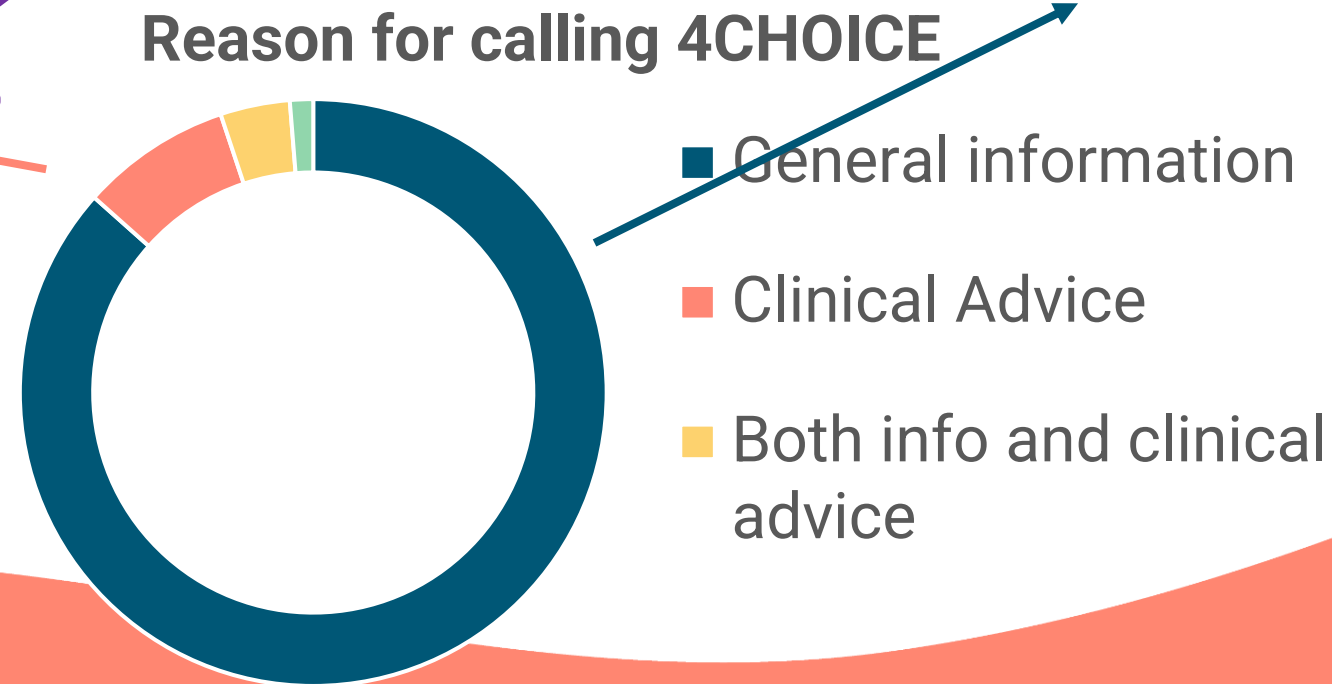 Reason for calling 4CHOICE
General information
Clinical Advice
Both info and clinical
advice